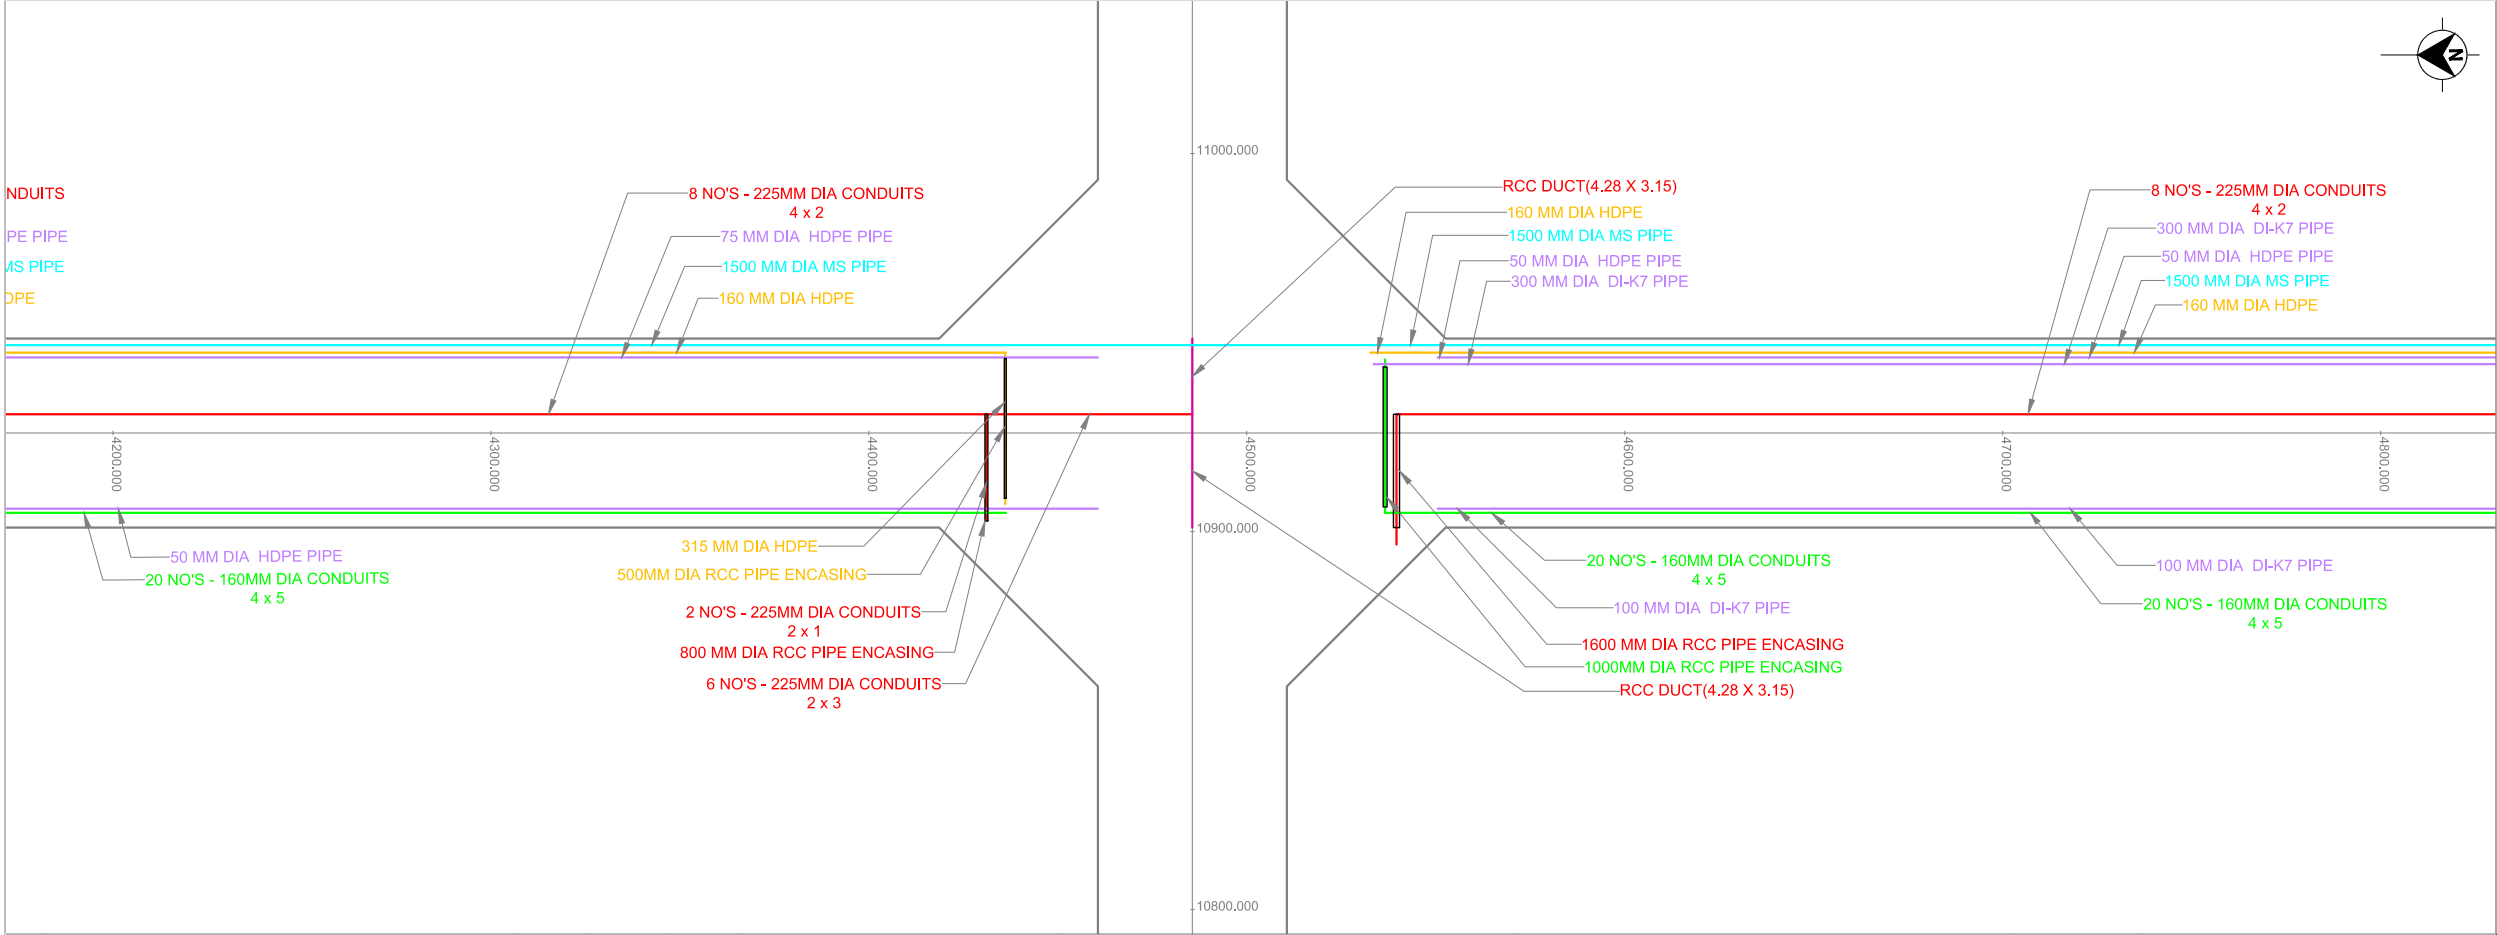 N
11000.000
NDUITS
PE PIPE
MS PIPE
DPE
8 NO'S - 225MM DIA CONDUITS
4 x 2
75 MM DIA  HDPE PIPE
1500 MM DIA MS PIPE
160 MM DIA HDPE
RCC DUCT(4.28 X 3.15)
160 MM DIA HDPE
1500 MM DIA MS PIPE
50 MM DIA  HDPE PIPE
300 MM DIA  DI-K7 PIPE
8 NO'S - 225MM DIA CONDUITS
4 x 2
300 MM DIA  DI-K7 PIPE
50 MM DIA  HDPE PIPE
1500 MM DIA MS PIPE
160 MM DIA HDPE
4200.000
4300.000
4400.000
4500.000
4600.000
4700.000
4800.000
10900.000
50 MM DIA  HDPE PIPE
20 NO'S - 160MM DIA CONDUITS
4 x 5
315 MM DIA HDPE
500MM DIA RCC PIPE ENCASING
2 NO'S - 225MM DIA CONDUITS
2 x 1
800 MM DIA RCC PIPE ENCASING
6 NO'S - 225MM DIA CONDUITS
2 x 3
20 NO'S - 160MM DIA CONDUITS
4 x 5
100 MM DIA  DI-K7 PIPE
1600 MM DIA RCC PIPE ENCASING
1000MM DIA RCC PIPE ENCASING
RCC DUCT(4.28 X 3.15)
100 MM DIA  DI-K7 PIPE
20 NO'S - 160MM DIA CONDUITS
4 x 5
10800.000